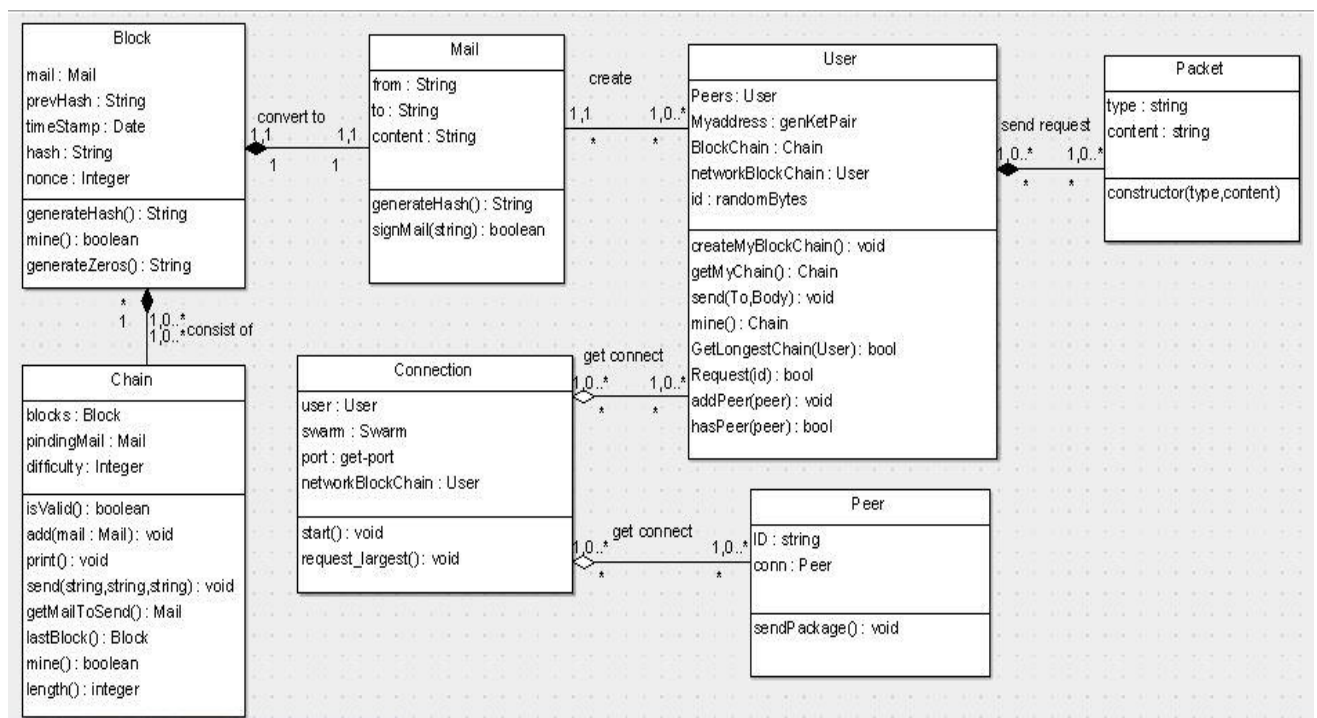 Block
mail : Mail
prevHash : String
timeStamp : Date
hash : String
nonce : Integer
generateHash() : String
mine() : boolean
generateZeros() : String
convert to
1,1
1,1
1
1
Mail
from : String
to : String
content : String
generateHash() : String
signMail(string) : boolean
create
1,1
1,0..*
*
*
User
Peers : User
Myaddress : genKetPair
BlockChain : Chain
networkBlockChain : User
id : randomBytes
createMyBlockChain() : void
getMyChain() : Chain
send(To,Body) : void
mine() : Chain
GetLongestChain(User) : bool
Request(id) : bool
addPeer(peer) : void
hasPeer(peer) : bool
send request
1,0..*
1,0..*
*
*
Packet
type : string
content : string
constructor(type,content)
*
1
1,0..*
1,0..*
consist of
Chain
blocks : Block
pindingMail : Mail
difficulty : Integer
isValid() : boolean
add(mail : Mail) : void
print() : void
send(string,string,string) : void
getMailToSend() : Mail
lastBlock() : Block
mine() : boolean
length() : integer
Connection
user : User
swarm : Swarm
port : get-port
networkBlockChain : User
start() : void
request_largest() : void
get connect
1,0..*
1,0..*
*
*
get connect
1,0..*
1,0..*
*
*
Peer
ID : string
conn : Peer
sendPackage() : void